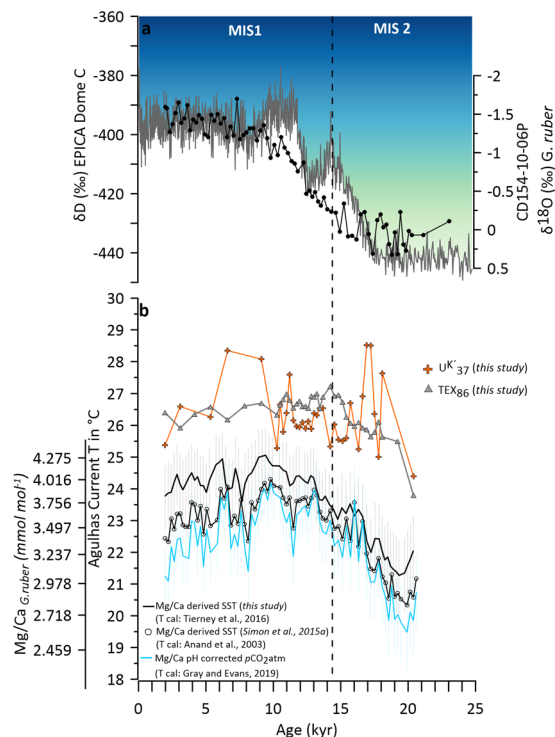 a
MIS1
MIS 2
-360
-380
-400
-420
-440
-450
δD (‰) EPICA Dome C
-2
-1.5
-1
-0.5
0
0.5
CD154-10-06P
δ18O (‰) G. ruber
b
30
29
28
27
26
25
24
23
22
21
20
19
18
Agulhas Current T in °C
4.275
4.016
3.756
3.497
3.237
2.978
2.718
2.459
Mg/Ca G.ruber (mmol mol-1)
UK´37 (this study)
TEX86 (this study)
Mg/Ca derived SST (this study)
(T cal: Tierney et al., 2016)
Mg/Ca derived SST (Simon et al., 2015a)
(T cal: Anand et al., 2003)
Mg/Ca pH corrected pCO2atm
(T cal: Gray and Evans, 2019)
0 5 10 15 20 25
Age (kyr)